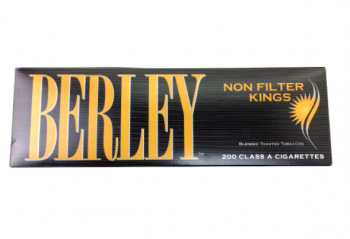 BERLEY
NON FILTER
KINGS
BLENDED TOASTED TOBACCOS
200 CLASS A CIGARETTES